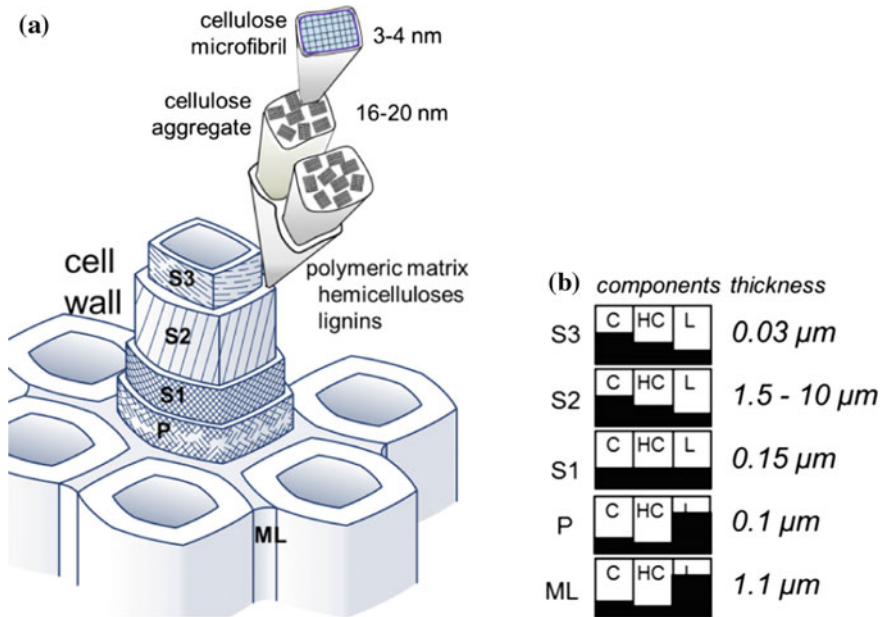 (a)
cellulose
microfibril
3-4 nm
cellulose
aggregate
16-20 nm
cell
wall
polymeric matrix
hemicelluloses
lignins
S3
S2
S1
P
ML
(b) components thickness
S3 C HC L 0.03 µm
S2 C HC L 1.5 - 10 µm
S1 C HC L 0.15 µm
P C HC L 0.1 µm
ML C HC L 1.1 µm